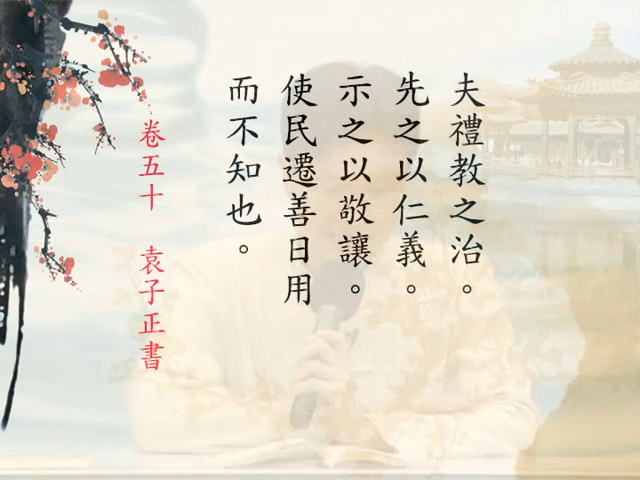 夫禮教之治。
先之以仁義。
示之以敬讓。
使民遷善日用
而不知也。
卷五十 袁子正書